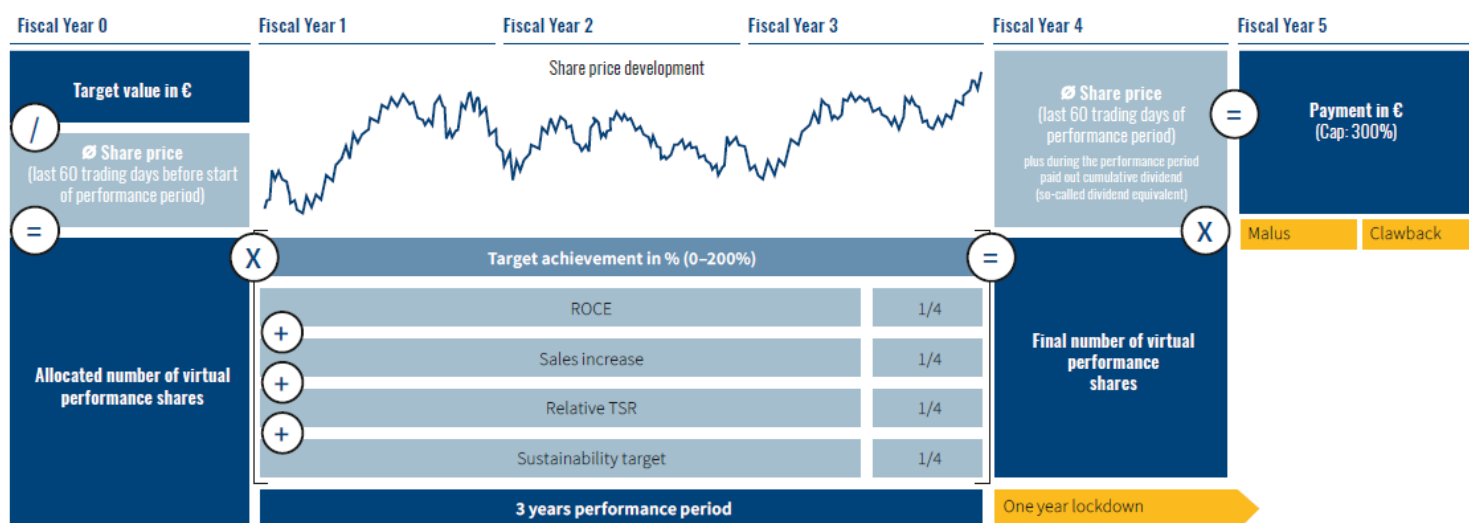 Fiscal Year 0
Fiscal Year 1
Fiscal Year 2
Fiscal Year 3
Fiscal Year 4
Fiscal Year 5
Target value in €
/
Ø Share price
(last 60 trading days before start
of performance period)
=
Allocated number of virtual
performance shares
Share price development
X
Target achievement in % (0–200%)
=
ROCE
1/4
+
Sales increase
1/4
+
Relative TSR
1/4
+
Sustainability target
1/4
3 years performance period
Ø Share price
(last 60 trading days of
performance period)
plus during the performance period
paid out cumulative dividend
(so-called dividend equivalent)
X
Final number of virtual
performance
shares
One year lockdown
=
Payment in €
(Cap: 300%)
Malus
Clawback